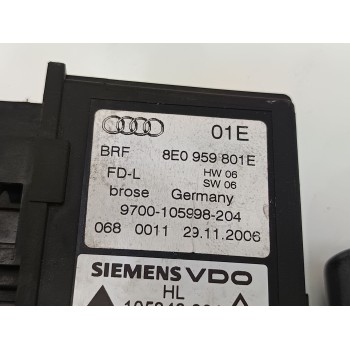 01E
BRF 8E0 959 801E
FD-L HW 06
SW 06
brose Germany
9700-105998-204
068 0011 29.11.2006
SIEMENS VDO
HL